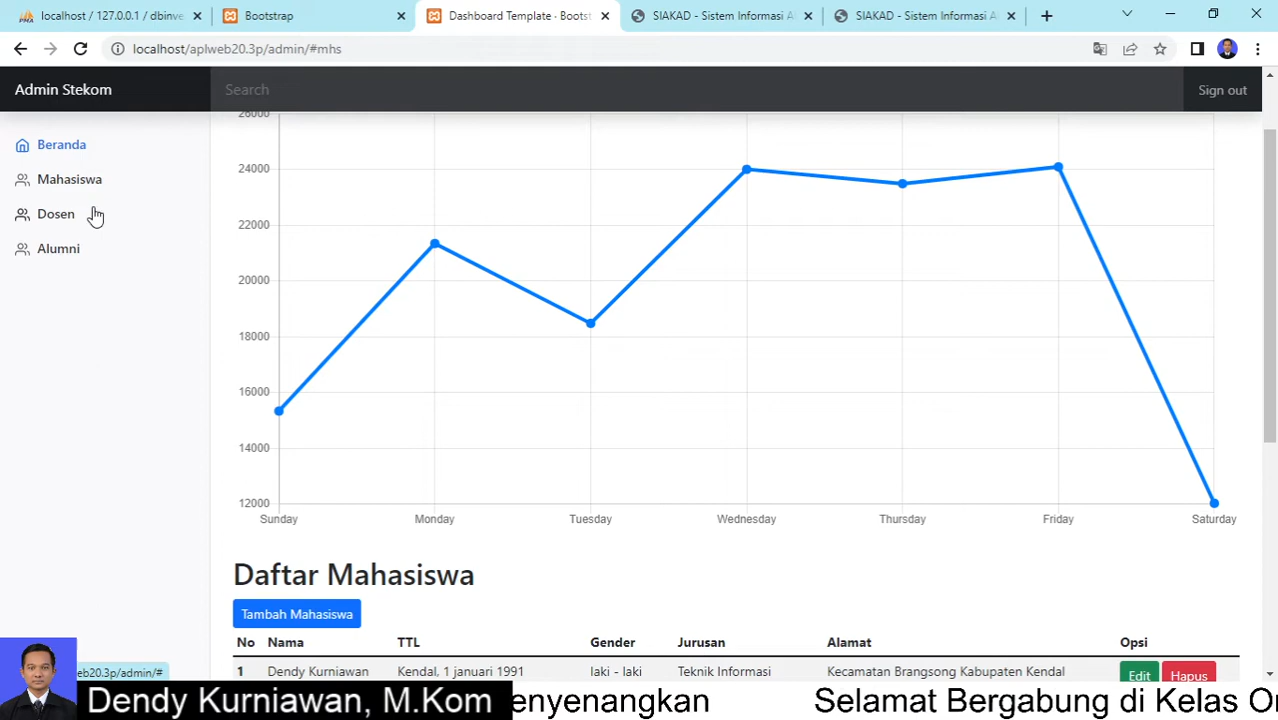 localhost / 127.0.0.1 / dbinve
Bootstrap
Dashboard Template · Bootst
SIAKAD - Sistem Informasi A
SIAKAD - Sistem Informasi A
localhost/aplweb20.3p/admin/#mhs
Admin Stekom
Search
Sign out
Beranda
Mahasiswa
Dosen
Alumni
26000
24000
22000
20000
18000
16000
14000
12000
Sunday Monday Tuesday Wednesday Thursday Friday Saturday
Daftar Mahasiswa
Tambah Mahasiswa
No Nama TTL Gender Jurusan Alamat Opsi
1 Dendy Kurniawan Kendal, 1 januari 1991 laki - laki Teknik Informasi Kecamatan Brangsong Kabupaten Kendal Edit Hapus
eb20.3p/admin/#
Dendy Kurniawan, M.Kom enyenangkan Selamat Bergabung di Kelas O